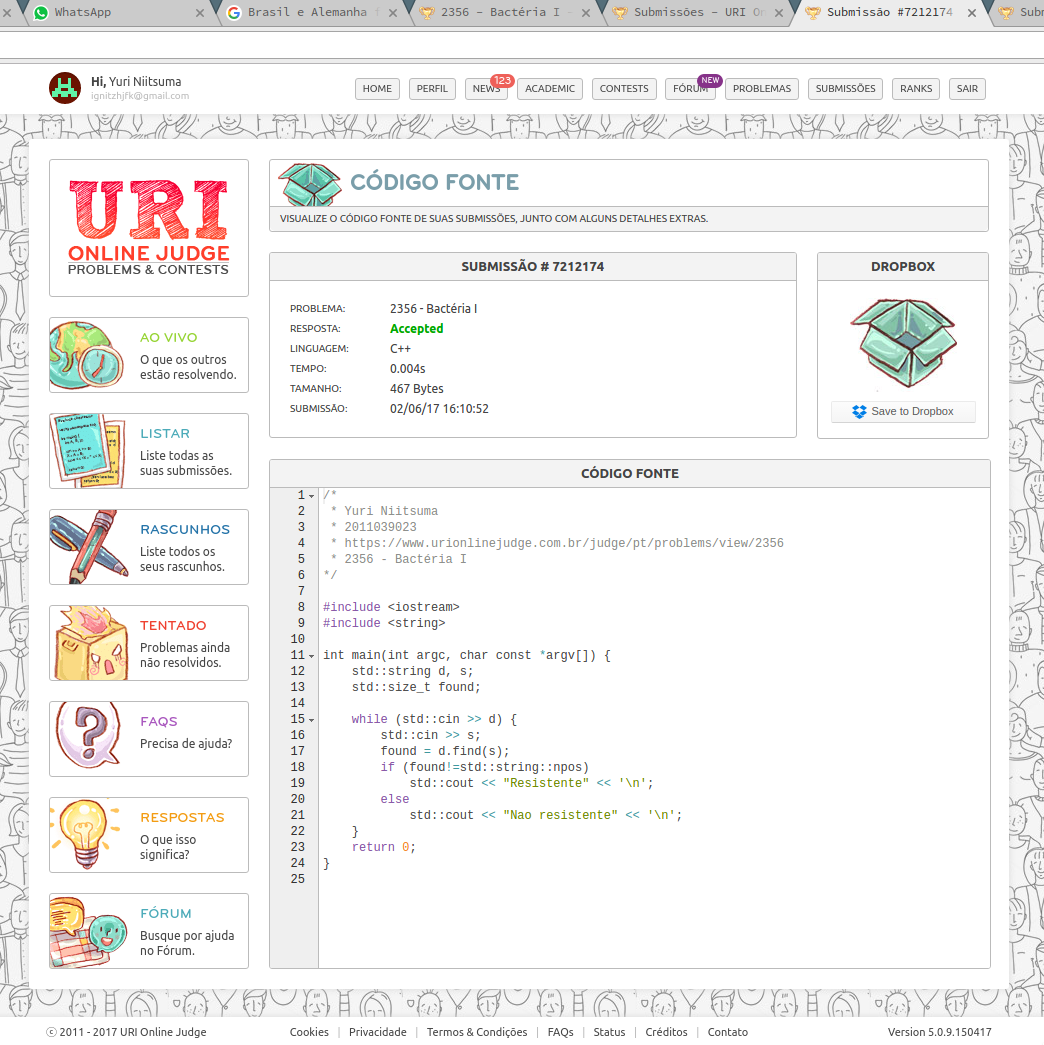 WhatsApp
Brasil e Alemanha
2356 - Bactéria I -
Submissões - URI On
Submissão #7212174
Subm
Hi, Yuri Niitsuma
ignitzhjfk@gmail.com
HOME
PERFIL
NEWS
123
ACADEMIC
CONTESTS
FÓRUM
NEW
PROBLEMAS
SUBMISSÕES
RANKS
SAIR
URI
ONLINE JUDGE
PROBLEMS & CONTESTS
AO VIVO
O que os outros
estão resolvendo.
LISTAR
Liste todas as
suas submissões.
RASCUNHOS
Liste todos os
seus rascunhos.
TENTADO
Problemas ainda
não resolvidos.
FAQS
Precisa de ajuda?
RESPOSTAS
O que isso
significa?
FÓRUM
Busque por ajuda
no Fórum.
CÓDIGO FONTE
VISUALIZE O CÓDIGO FONTE DE SUAS SUBMISSÕES, JUNTO COM ALGUNS DETALHES EXTRAS.
SUBMISSÃO # 7212174
PROBLEMA: 2356 - Bactéria I
RESPOSTA: Accepted
LINGUAGEM: C++
TEMPO: 0.004s
TAMANHO: 467 Bytes
SUBMISSÃO: 02/06/17 16:10:52
DROPBOX
Save to Dropbox
CÓDIGO FONTE
1 /*
2  * Yuri Niitsuma
3  * 2011039023
4  * https://www.urionlinejudge.com.br/judge/pt/problems/view/2356
5  * 2356 - Bactéria I
6 */
7
8 #include <iostream>
9 #include <string>
10
11 int main(int argc, char const *argv[]) {
12     std::string d, s;
13     std::size_t found;
14
15     while (std::cin >> d) {
16         std::cin >> s;
17         found = d.find(s);
18         if (found!=std::string::npos)
19             std::cout << "Resistente" << '\n';
20         else
21             std::cout << "Nao resistente" << '\n';
22     }
23     return 0;
24 }
25
© 2011 - 2017 URI Online Judge
Cookies | Privacidade | Termos & Condições | FAQs | Status | Créditos | Contato
Version 5.0.9.150417